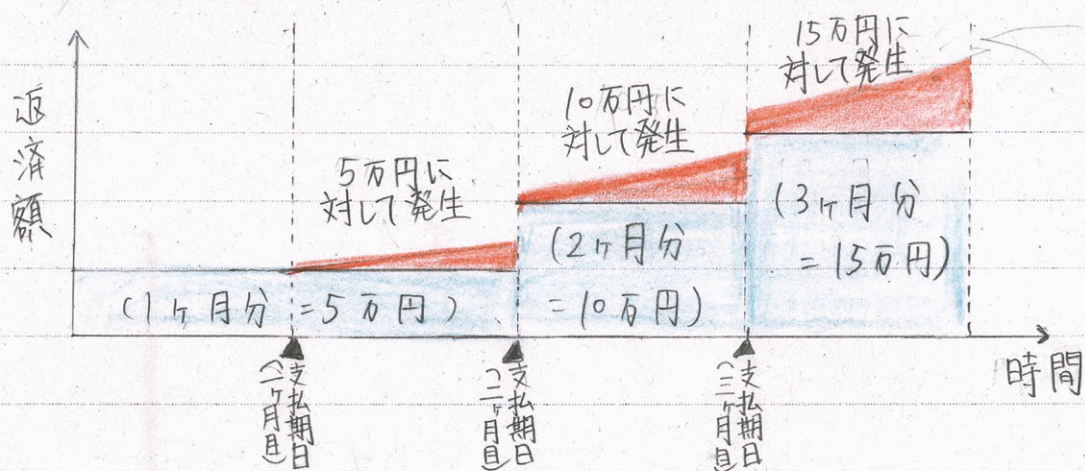 返済額
5万円に
対して発生
10万円に
対して発生
15万円に
対して発生
(1ヶ月分=5万円)
(2ヶ月分
=10万円)
(3ヶ月分
=15万円)
支払期日
(一ヶ月目)
支払期日
(二ヶ月目)
支払期日
(三ヶ月目)
時間